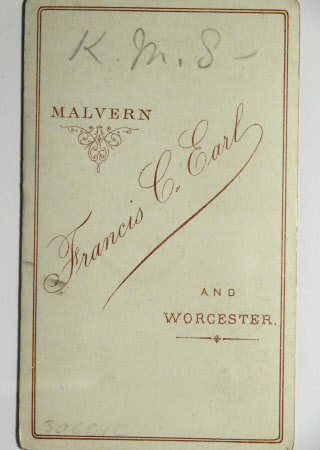 K. M. S -
MALVERN
Francis C. Earl
AND
WORCESTER.